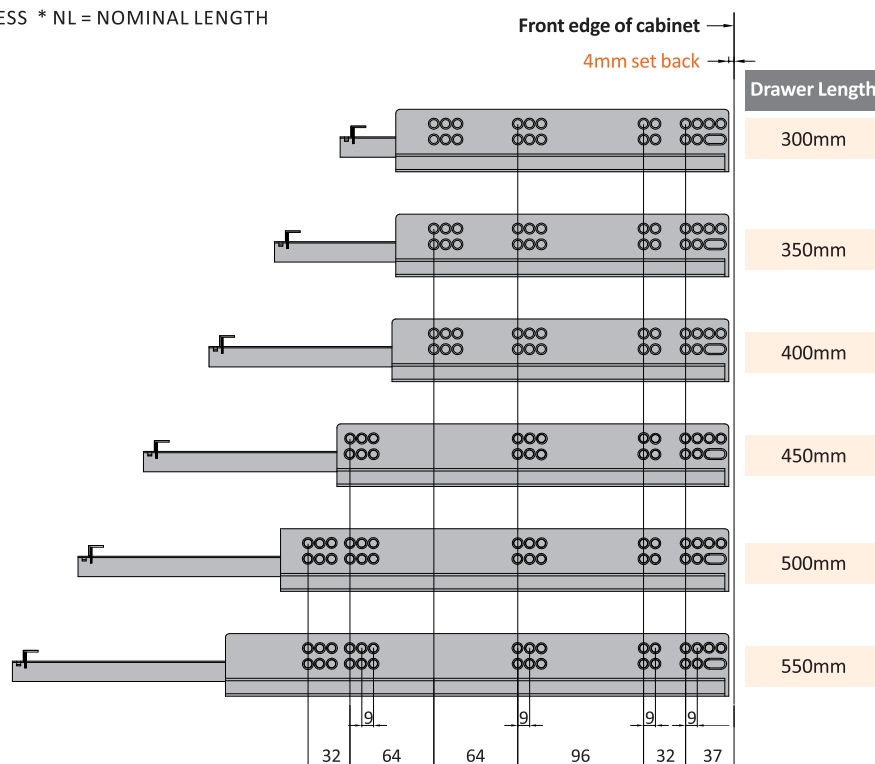 ESS * NL = NOMINAL LENGTH
Front edge of cabinet
4mm set back
Drawer Length
300mm
350mm
400mm
450mm
500mm
550mm
9 9 9 9
32 64 64 96 32 37